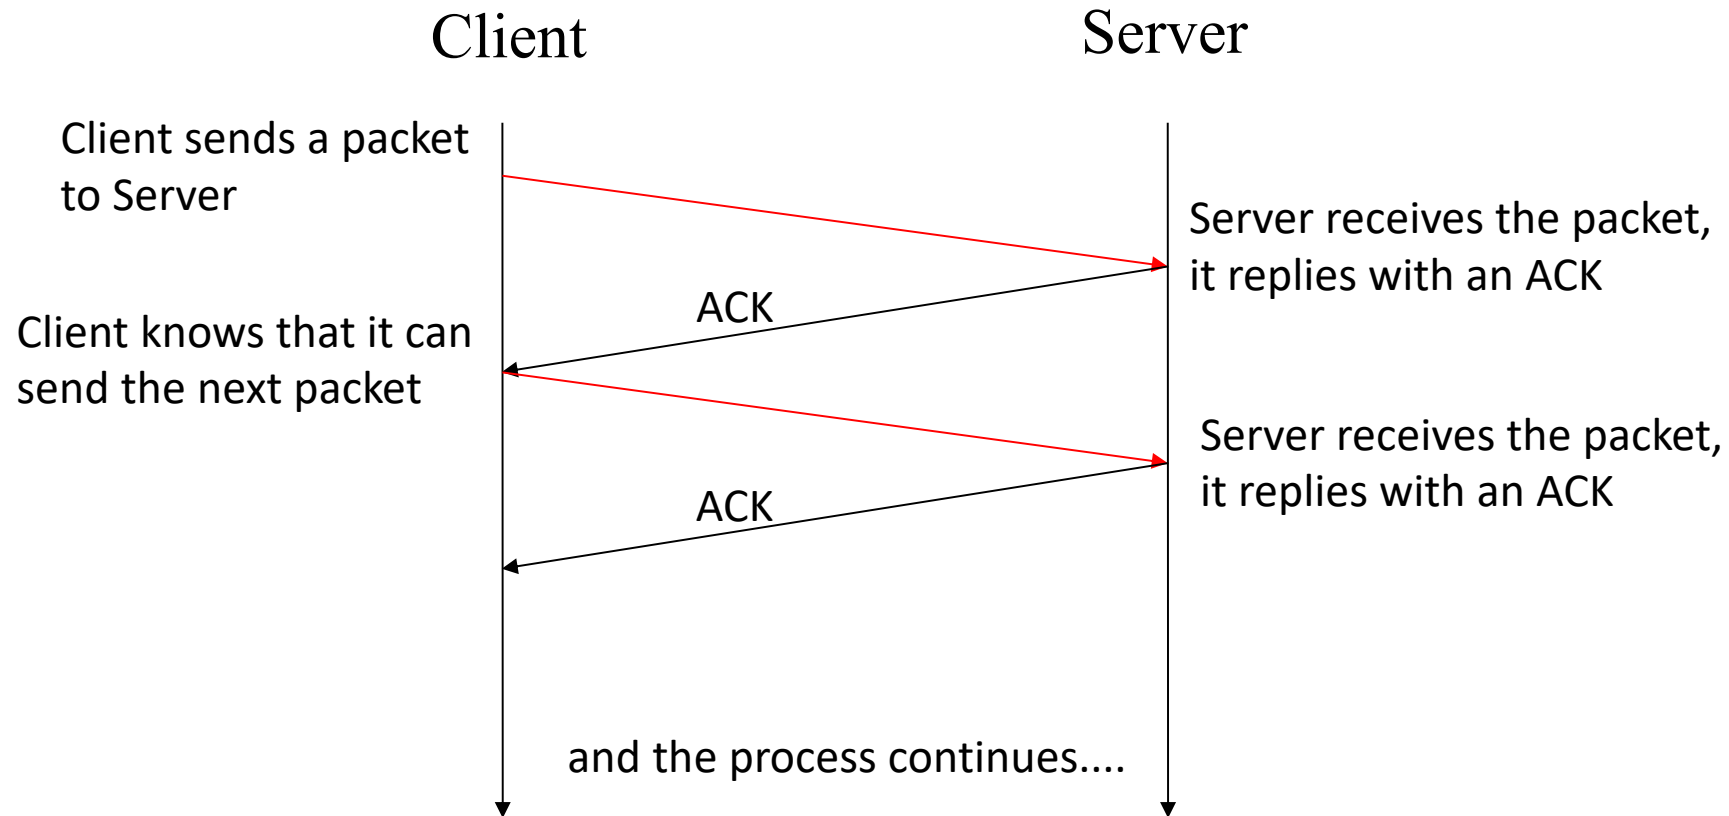 Client
Server
Client sends a packet
to Server
Server receives the packet,
it replies with an ACK
ACK
Client knows that it can
send the next packet
Server receives the packet,
it replies with an ACK
ACK
and the process continues....